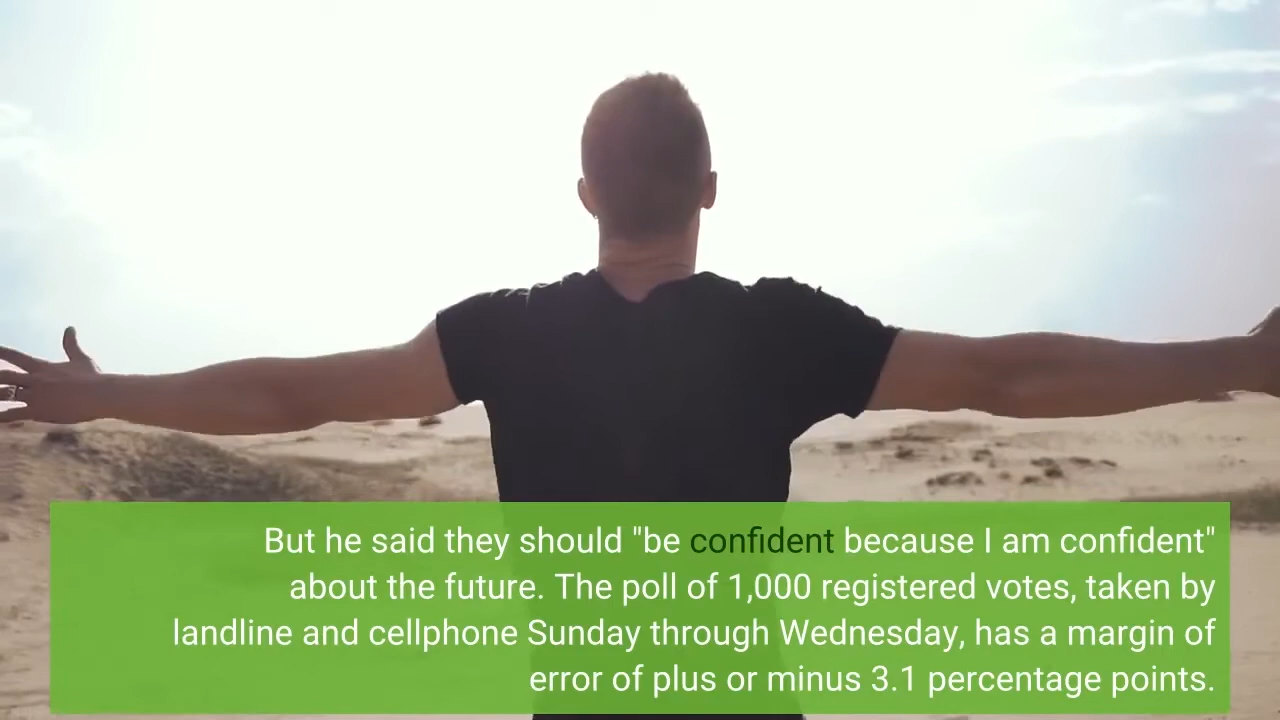 But he said they should "be confident because I am confident"
about the future. The poll of 1,000 registered votes, taken by
landline and cellphone Sunday through Wednesday, has a margin of
error of plus or minus 3.1 percentage points.